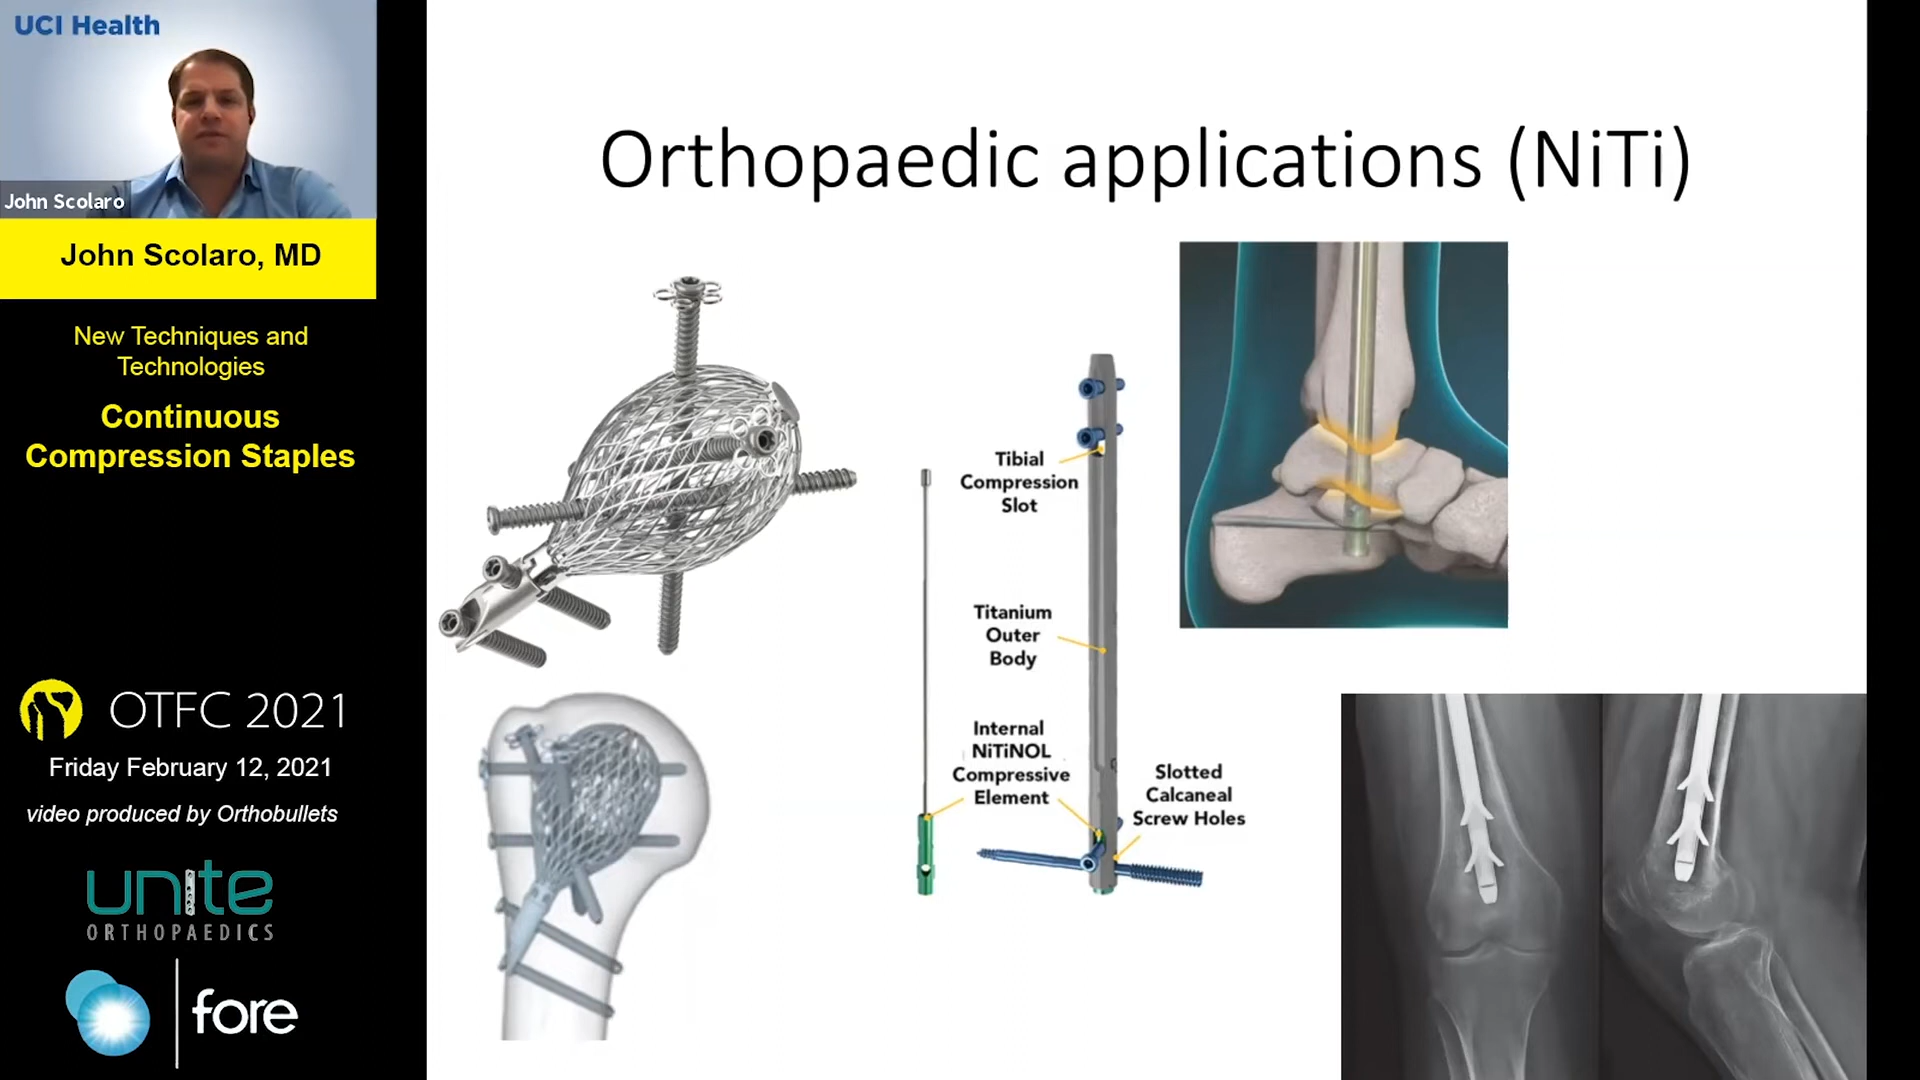 UCI Health
John Scolaro
John Scolaro, MD
New Techniques and
Technologies
Continuous
Compression Staples
OTFC 2021
Friday February 12, 2021
video produced by Orthobullets
unite
ORTHOPAEDICS
fore
Orthopaedic applications (NiTi)
Tibial
Compression
Slot
Titanium
Outer
Body
Internal
NiTiNOL
Compressive
Element
Slotted
Calcaneal
Screw Holes